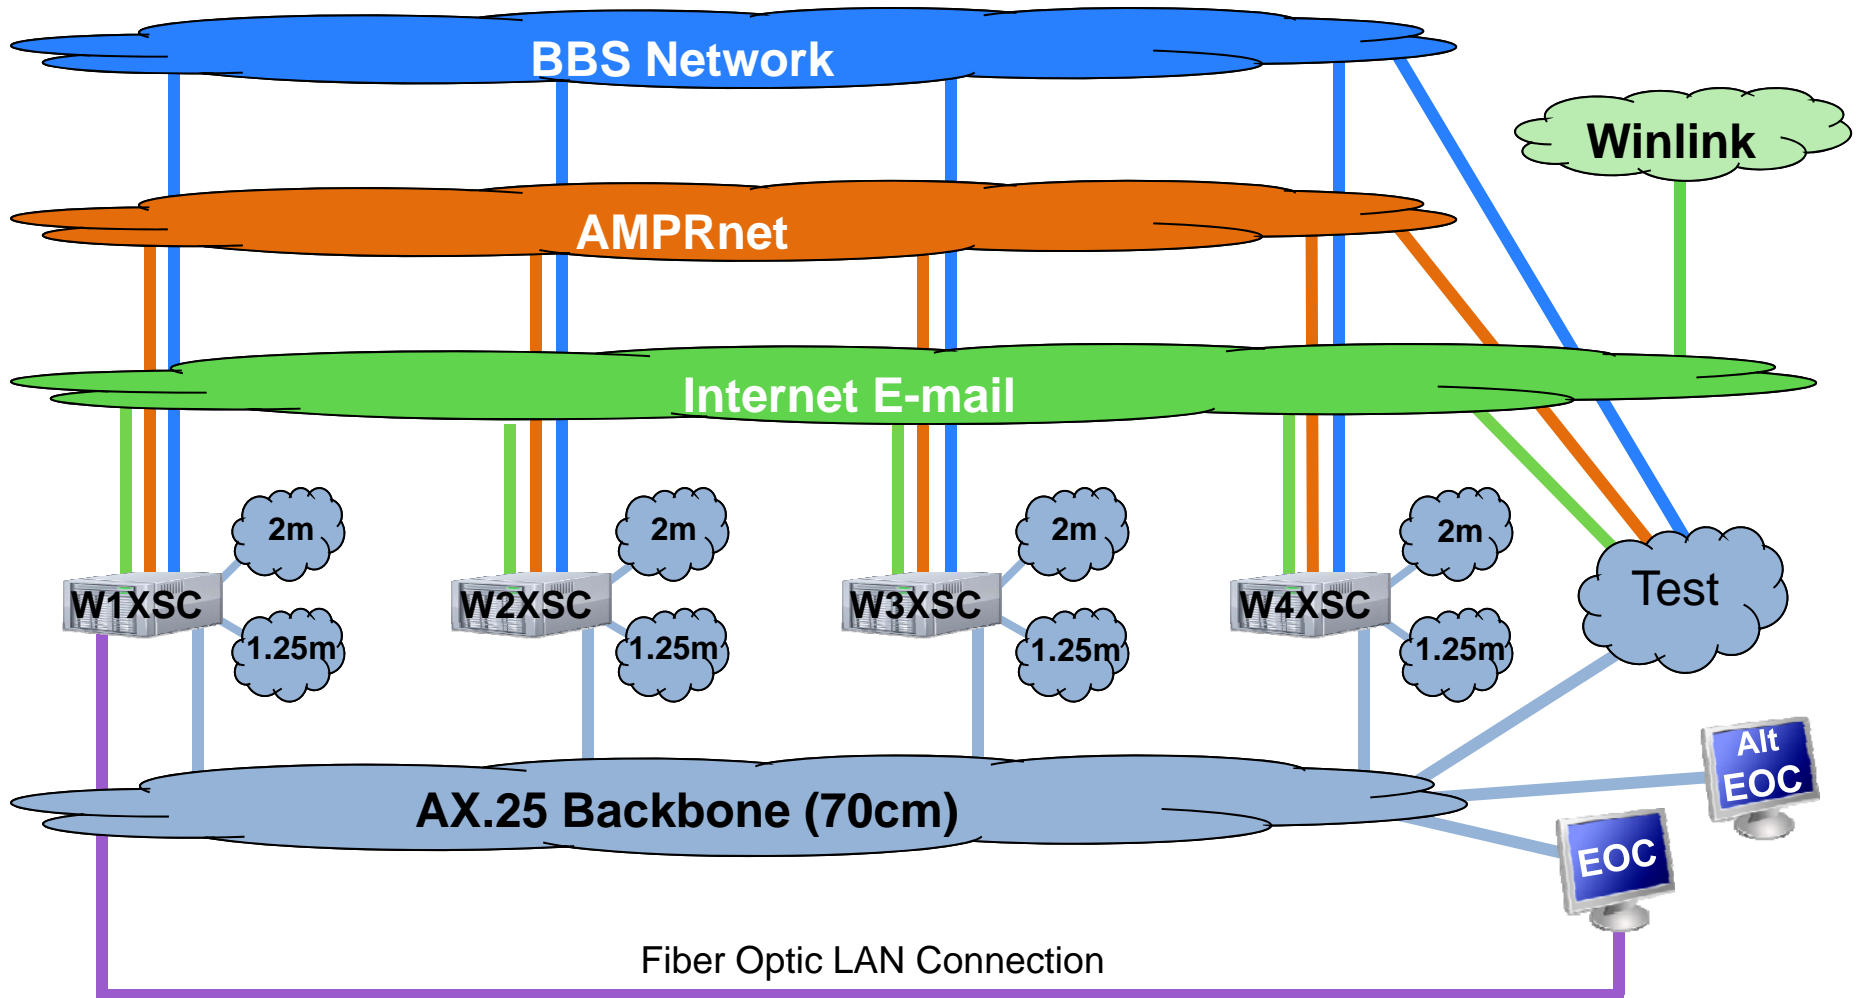 BBS Network
Winlink
AMPRnet
Internet E-mail
2m
2m
2m
2m
W1XSC
W2XSC
W3XSC
W4XSC
Test
1.25m
1.25m
1.25m
1.25m
Alt
EOC
AX.25 Backbone (70cm)
EOC
Fiber Optic LAN Connection